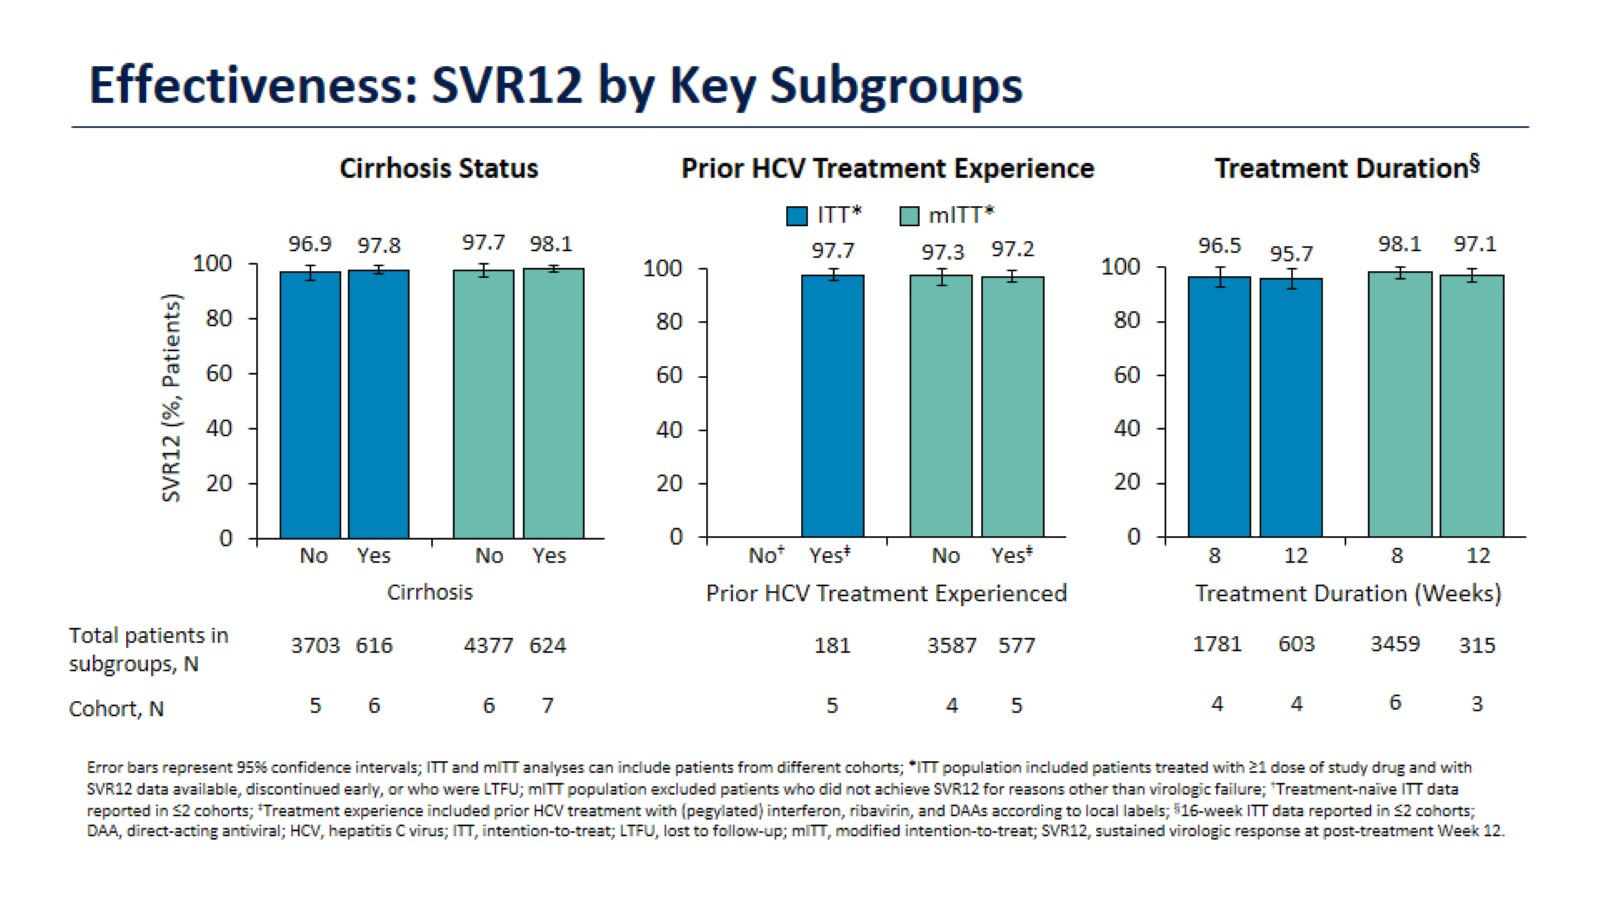 Effectiveness: SVR12 by Key Subgroups
Cirrhosis Status
SVR12 (%, Patients)
100
80
60
40
20
0
96.9 97.8 97.7 98.1
No Yes No Yes
Cirrhosis
Prior HCV Treatment Experience
ITT* mITT*
100
80
60
40
20
0
97.7 97.3 97.2
No† Yes‡ No Yes‡
Prior HCV Treatment Experienced
Treatment Duration§
100
80
60
40
20
0
96.5 95.7 98.1 97.1
8 12 8 12
Treatment Duration (Weeks)
Total patients in
subgroups, N
3703 616 4377 624 181 3587 577 1781 603 3459 315
Cohort, N 5 6 6 7 5 4 5 4 4 6 3
Error bars represent 95% confidence intervals; ITT and mITT analyses can include patients from different cohorts; *ITT population included patients treated with ≥1 dose of study drug and with
SVR12 data available, discontinued early, or who were LTFU; mITT population excluded patients who did not achieve SVR12 for reasons other than virologic failure; †Treatment-naïve ITT data
reported in ≤2 cohorts; ‡Treatment experience included prior HCV treatment with (pegylated) interferon, ribavirin, and DAAs according to local labels; §16-week ITT data reported in ≤2 cohorts;
DAA, direct-acting antiviral; HCV, hepatitis C virus; ITT, intention-to-treat; LTFU, lost to follow-up; mITT, modified intention-to-treat; SVR12, sustained virologic response at post-treatment Week 12.